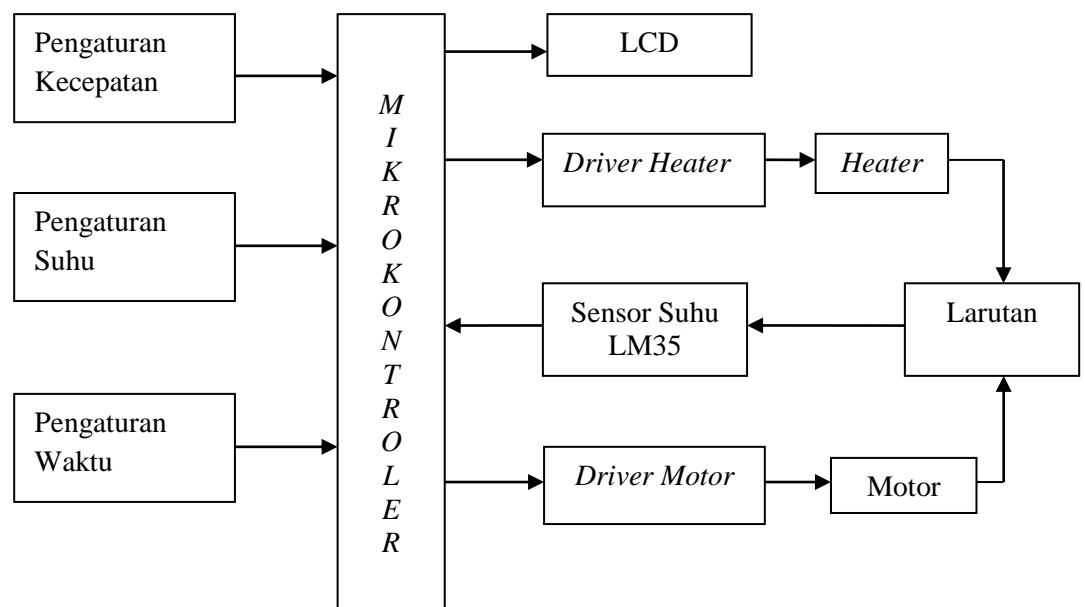 Pengaturan
Kecepatan
Pengaturan
Suhu
Pengaturan
Waktu
M
I
K
R
O
K
O
N
T
R
O
L
E
R
LCD
Driver Heater
Heater
Sensor Suhu
LM35
Larutan
Driver Motor
Motor